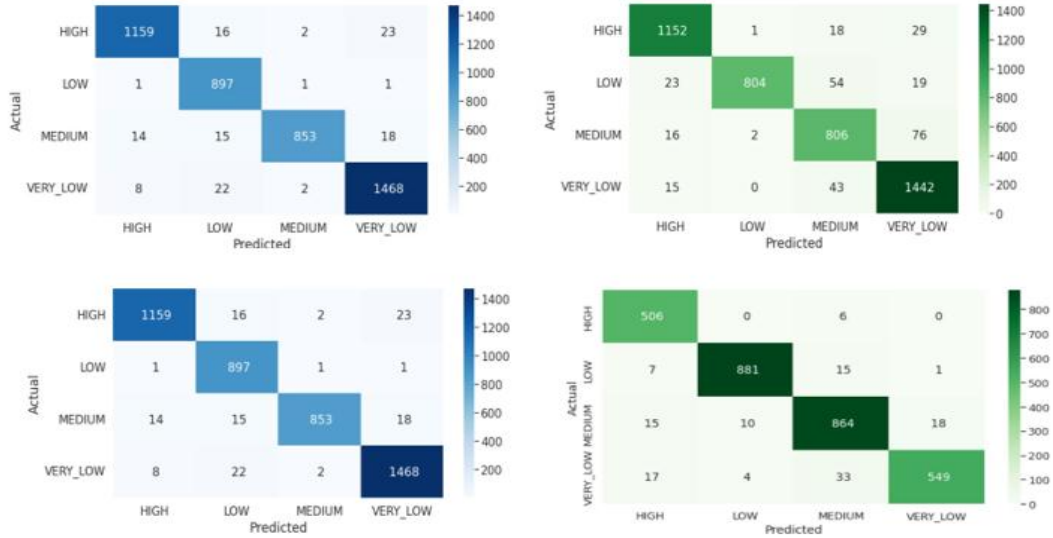 HIGH 1159 16 2 23
LOW 1 897 1 1
MEDIUM 14 15 853 18
VERY_LOW 8 22 2 1468
HIGH LOW MEDIUM VERY_LOW
Predicted
Actual
1400
1200
1000
800
600
400
200
HIGH 1152 1 18 29
LOW 23 804 54 19
MEDIUM 16 2 806 76
VERY_LOW 15 0 43 1442
HIGH LOW MEDIUM VERY_LOW
Predicted
Actual
1400
1200
1000
800
600
400
200
0
HIGH 1159 16 2 23
LOW 1 897 1 1
MEDIUM 14 15 853 18
VERY_LOW 8 22 2 1468
HIGH LOW MEDIUM VERY_LOW
Predicted
Actual
1400
1200
1000
800
600
400
200
HIGH 506 0 6 0
LOW 7 881 15 1
MEDIUM 15 10 864 18
VERY_LOW 17 4 33 549
HIGH LOW MEDIUM VERY_LOW
Predicted
Actual
800
700
600
500
400
300
200
100
0